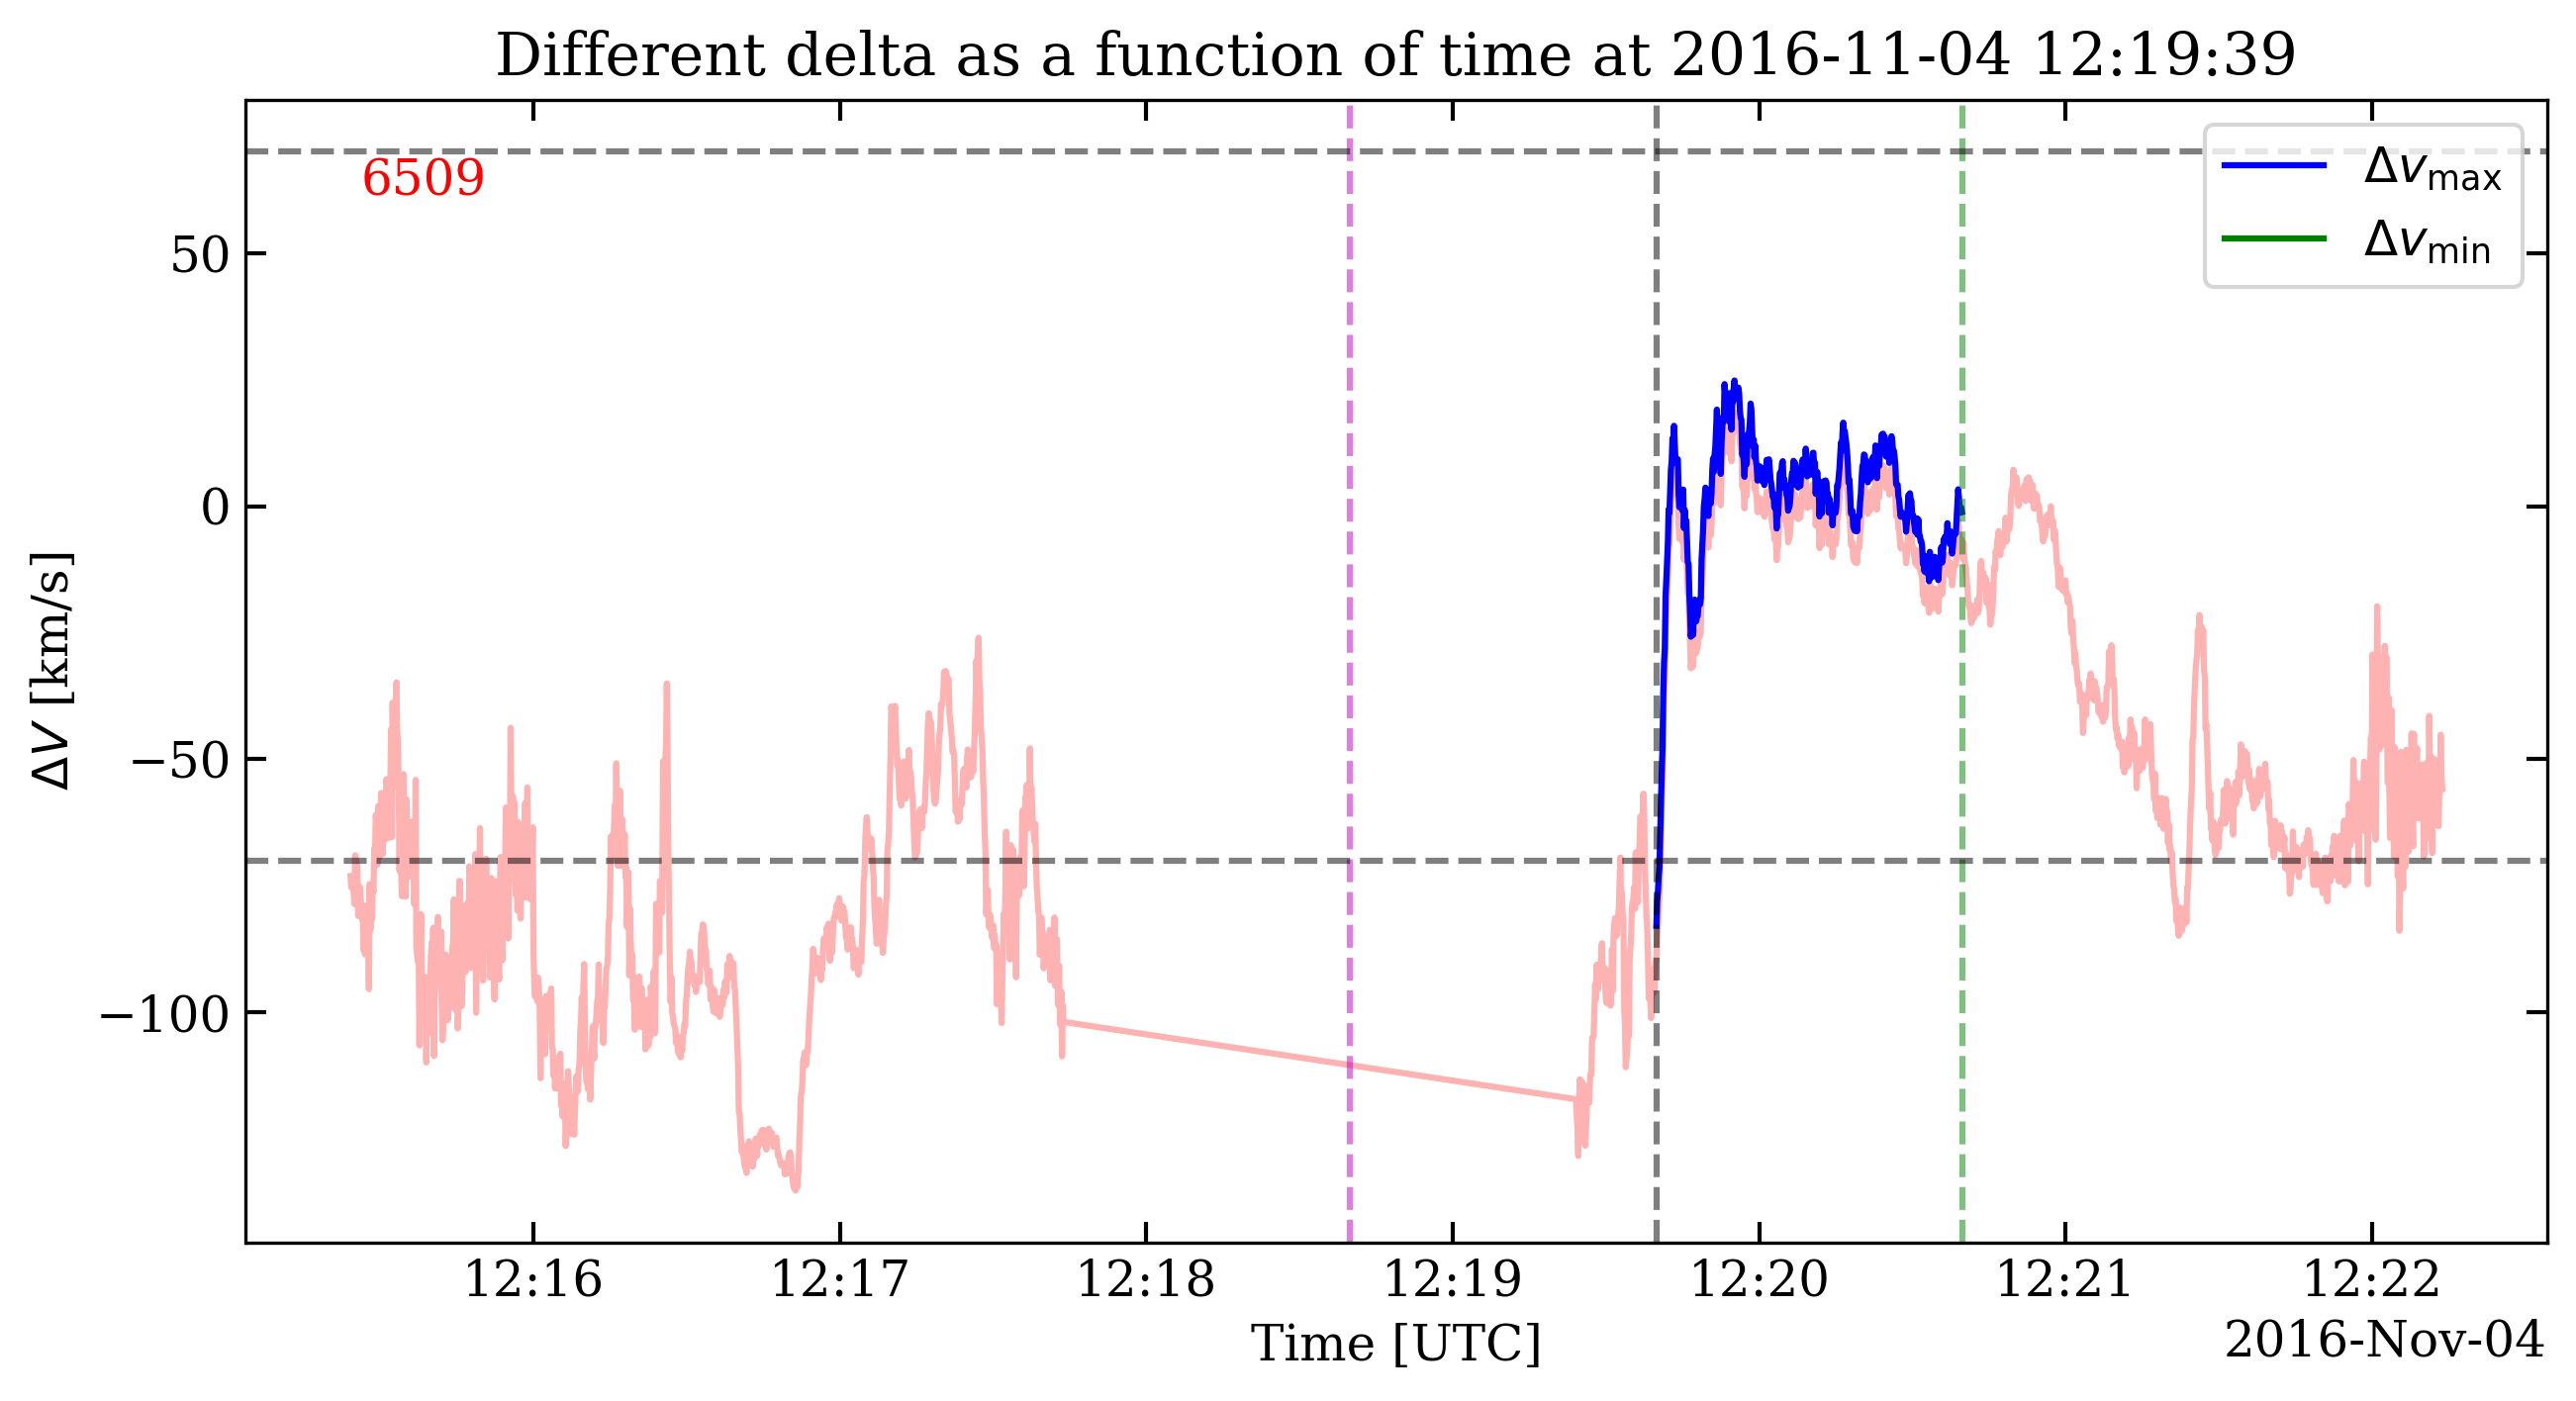 Different delta as a function of time at 2016-11-04 12:19:39
6509
Δv_max
Δv_min
50
0
−50
−100
ΔV [km/s]
12:16 12:17 12:18 12:19 12:20 12:21 12:22
Time [UTC]
2016-Nov-04